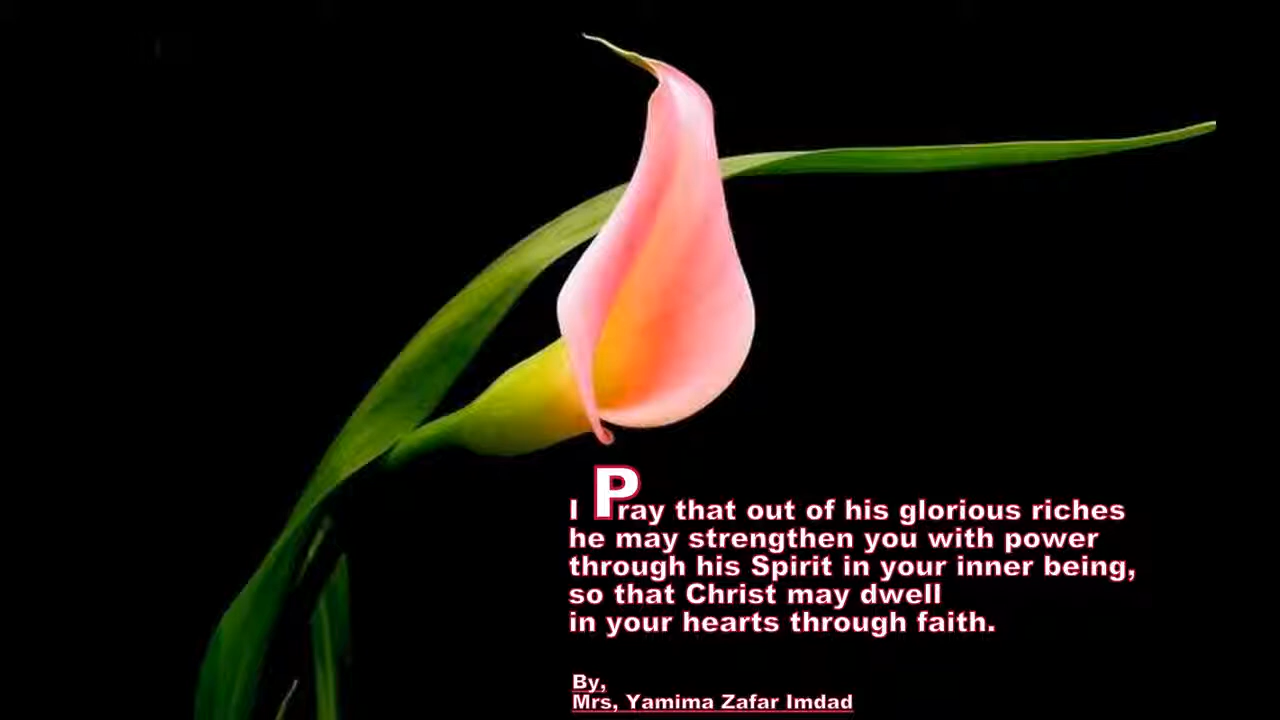 I Pray that out of his glorious riches
he may strengthen you with power
through his Spirit in your inner being,
so that Christ may dwell
in your hearts through faith.
By,
Mrs, Yamima Zafar Imdad